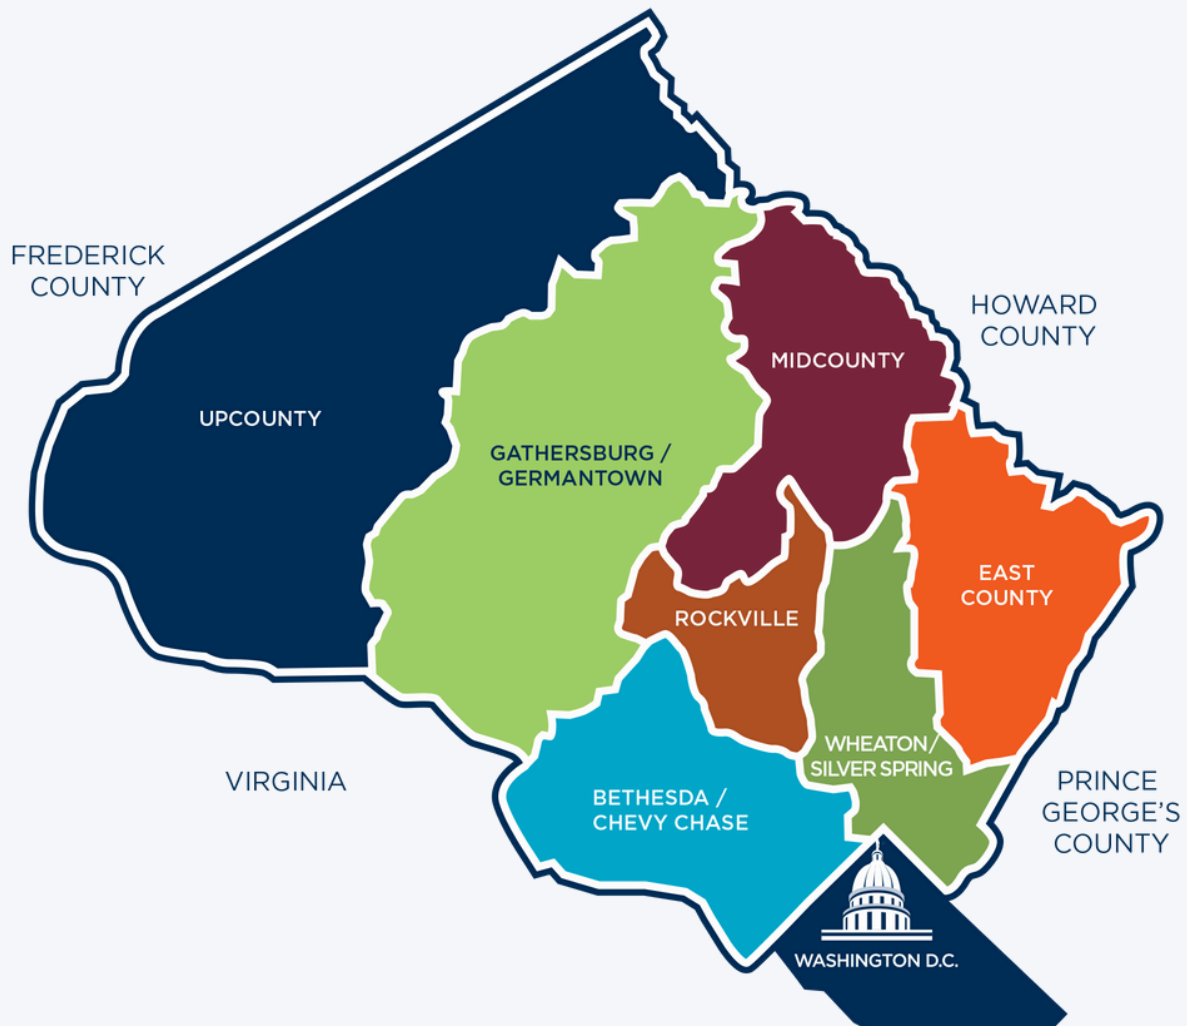 FREDERICK
COUNTY
HOWARD
COUNTY
MIDCOUNTY
UPCOUNTY
GATHERSBURG /
GERMANTOWN
EAST
COUNTY
ROCKVILLE
WHEATON/
SILVER SPRING
VIRGINIA
BETHESDA /
CHEVY CHASE
PRINCE
GEORGE'S
COUNTY
WASHINGTON D.C.